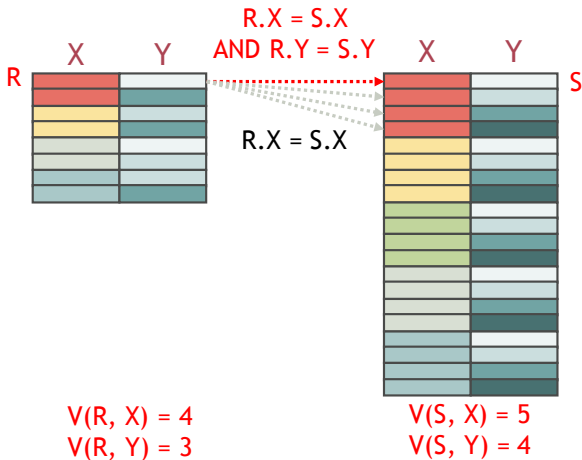 R.X = S.X
AND R.Y = S.Y
X Y
X Y
R
S
R.X = S.X
V(R, X) = 4
V(R, Y) = 3
V(S, X) = 5
V(S, Y) = 4